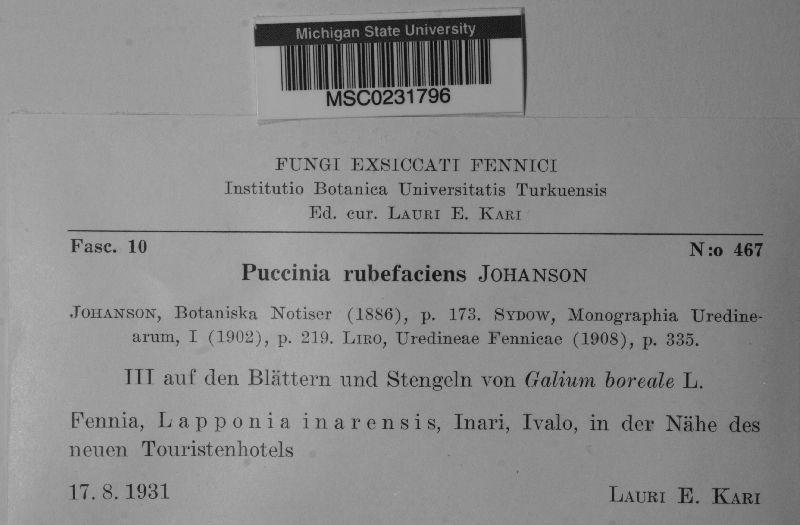 Michigan State University
MSC0231796
FUNGI EXSICCATI FENNICI
Institutio Botanica Universitatis Turkuensis
Ed. cur. LAURI E. KARI
Fasc. 10 N:o 467
Puccinia rubefaciens JOHANSON
JOHANSON, Botaniska Notiser (1886), p. 173. SYDOW, Monographia Uredine-
arum, I (1902), p. 219. LIRO, Uredineae Fennicae (1908), p. 335.
III auf den Blättern und Stengeln von Galium boreale L.
Fennia, Lapponia inarensis, Inari, Ivalo, in der Nähe des
neuen Touristenhotels
17. 8. 1931 LAURI E. KARI